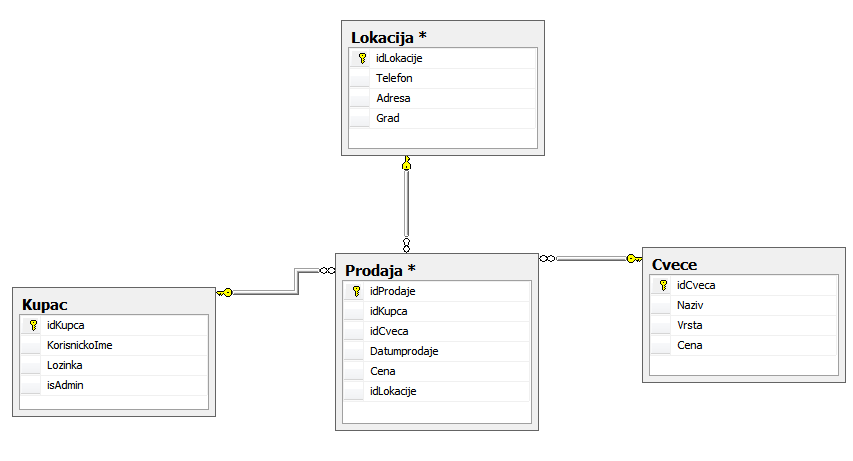 Lokacija *
idLokacije
Telefon
Adresa
Grad
Kupac
idKupca
KorisnickoIme
Lozinka
isAdmin
Prodaja *
idProdaje
idKupca
idCveca
Datumprodaje
Cena
idLokacije
Cvece
idCveca
Naziv
Vrsta
Cena